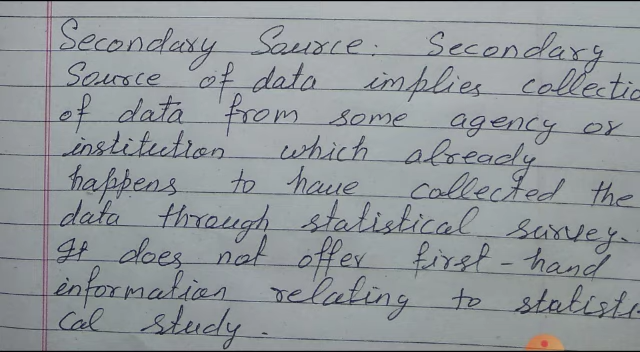 Secondary Source: Secondary
Source of data implies collectio
of data from some agency or
institution which already
happens to have collected the
data through statistical survey.
It does not offer first-hand
information relating to statisti-
cal study.